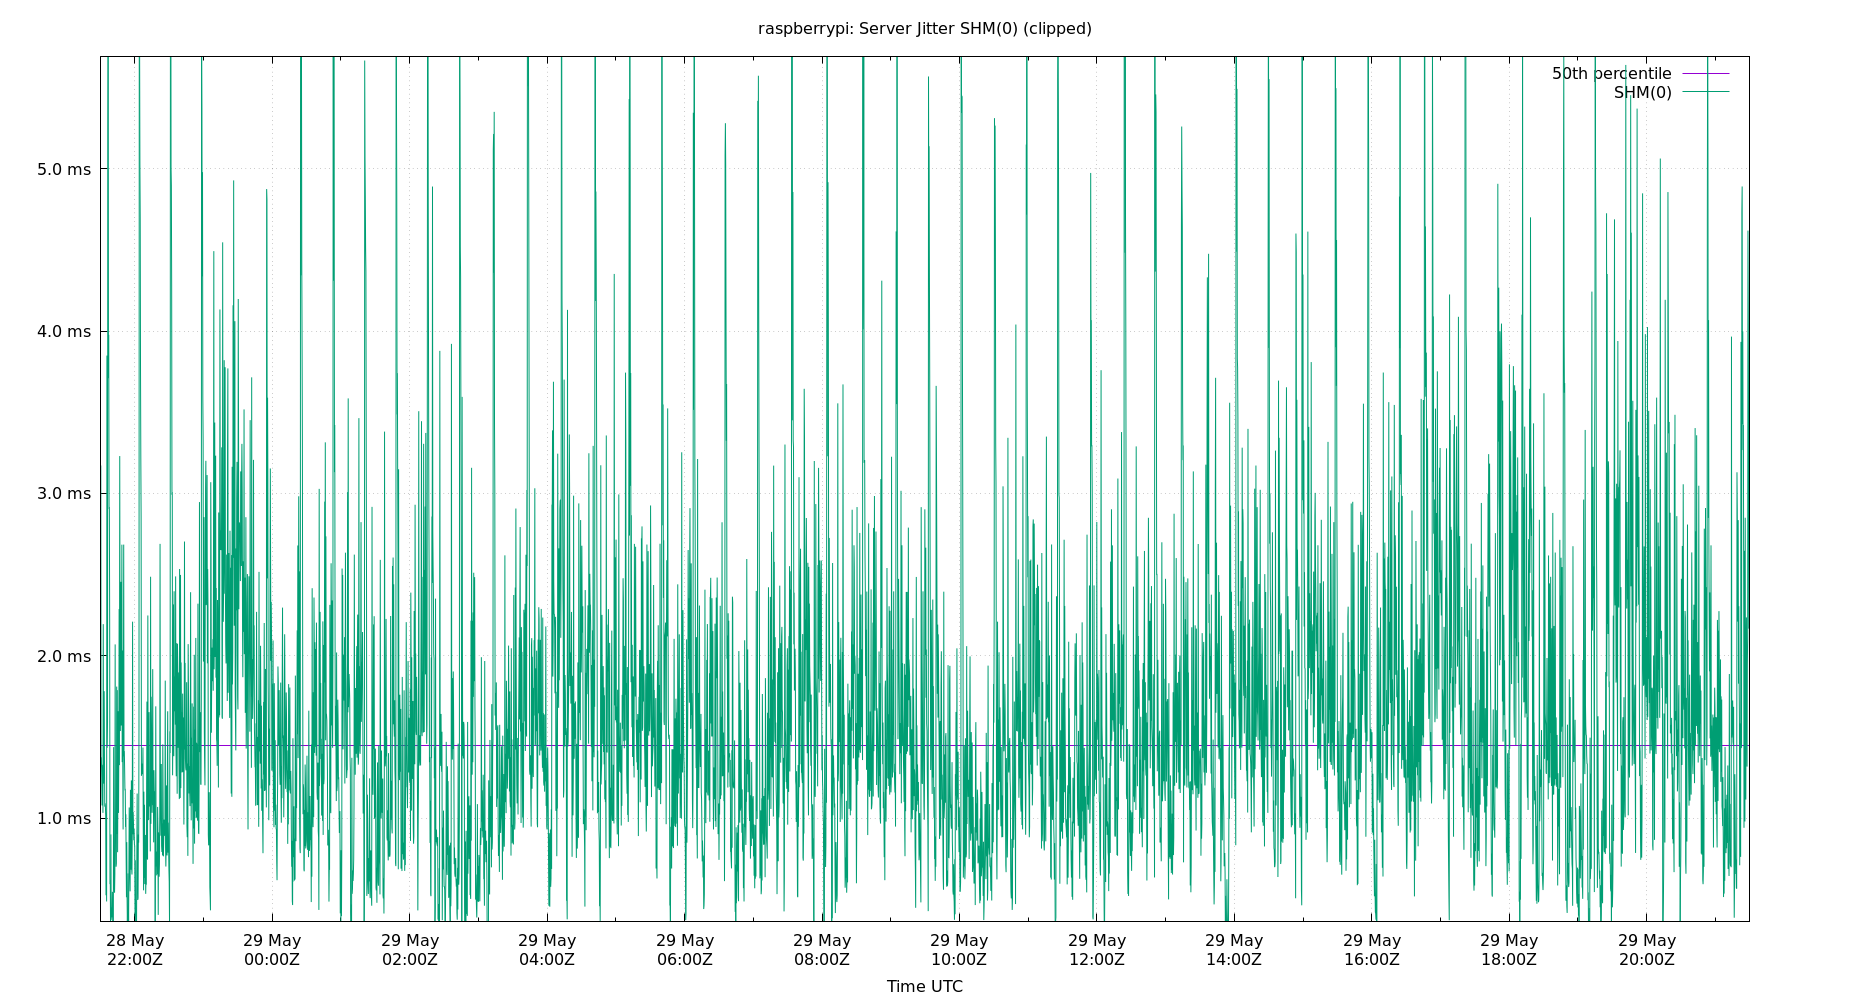 raspberrypi: Server Jitter SHM(0) (clipped)
50th percentile
SHM(0)
5.0 ms
4.0 ms
3.0 ms
2.0 ms
1.0 ms
28 May 29 May 29 May 29 May 29 May 29 May 29 May 29 May 29 May 29 May 29 May 29 May
22:00Z 00:00Z 02:00Z 04:00Z 06:00Z 08:00Z 10:00Z 12:00Z 14:00Z 16:00Z 18:00Z 20:00Z
Time UTC